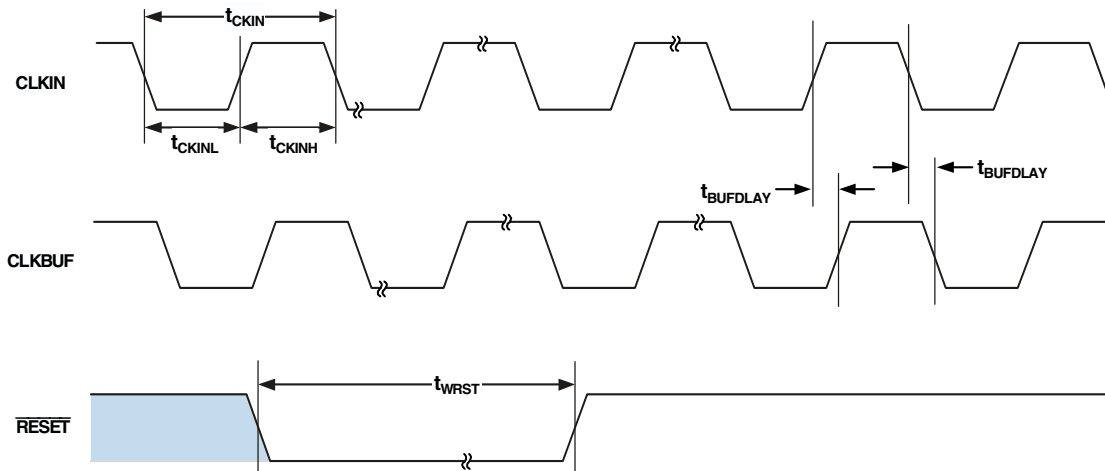 tCKIN
CLKIN
tCKINL
tCKINH
tBUFDLAY
tBUFDLAY
CLKBUF
tWRST
RESET